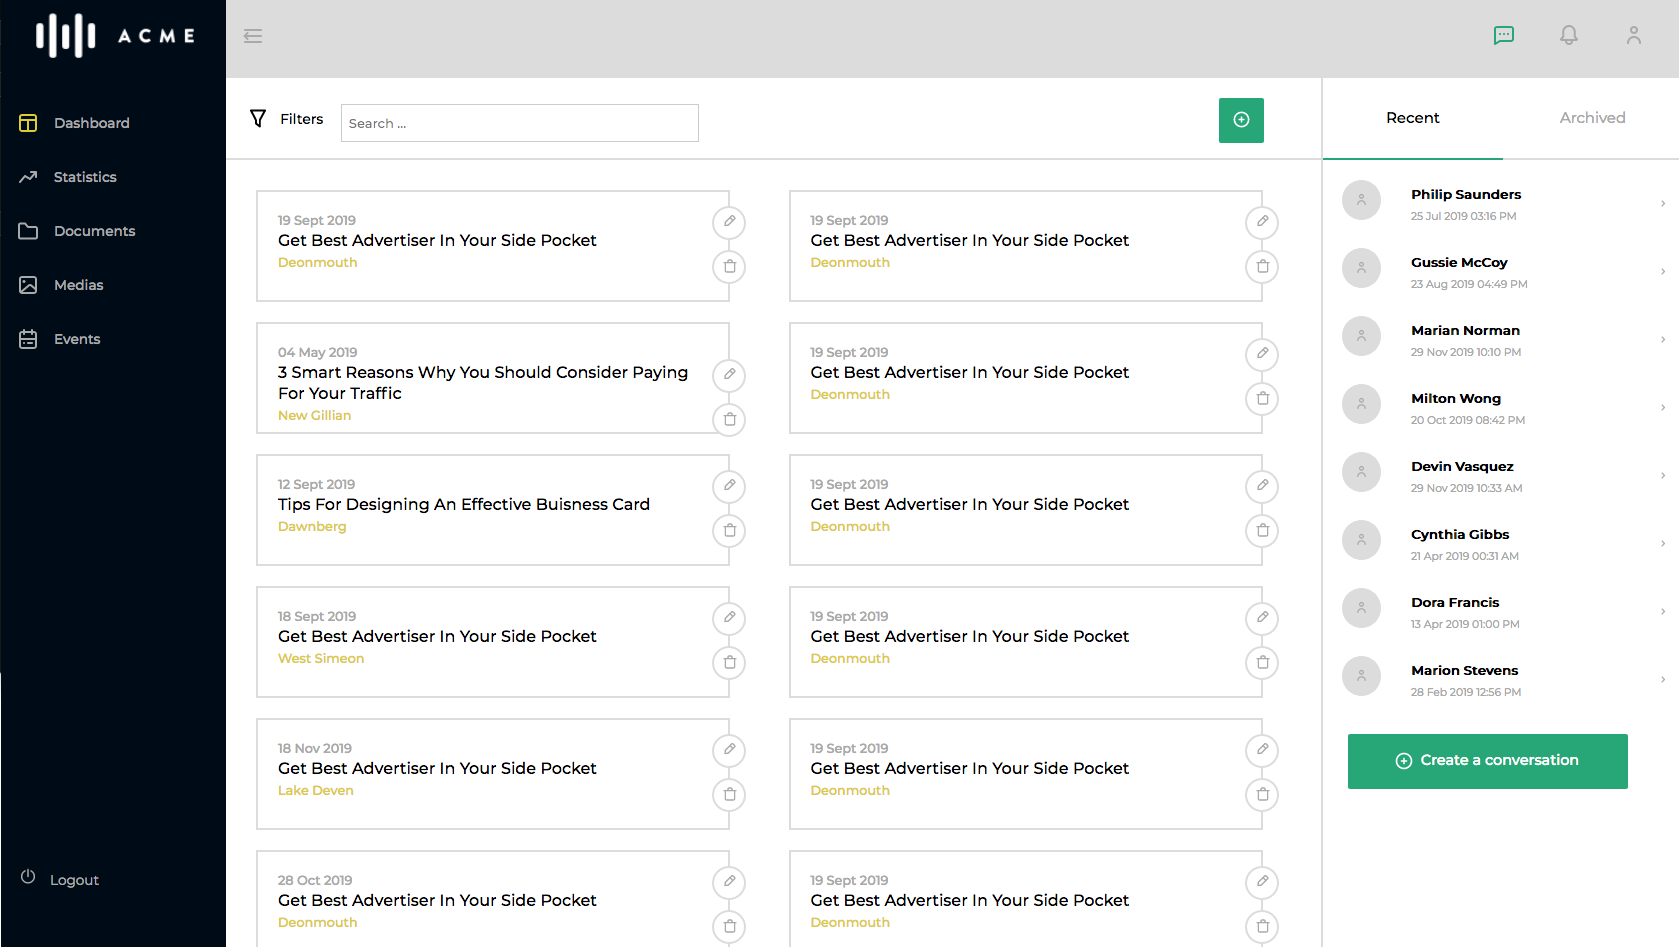 ACME
Dashboard
Statistics
Documents
Medias
Events
Logout
Filters
Search ...
19 Sept 2019
Get Best Advertiser In Your Side Pocket
Deonmouth
19 Sept 2019
Get Best Advertiser In Your Side Pocket
Deonmouth
04 May 2019
3 Smart Reasons Why You Should Consider Paying
For Your Traffic
New Gillian
19 Sept 2019
Get Best Advertiser In Your Side Pocket
Deonmouth
12 Sept 2019
Tips For Designing An Effective Buisness Card
Dawnberg
19 Sept 2019
Get Best Advertiser In Your Side Pocket
Deonmouth
18 Sept 2019
Get Best Advertiser In Your Side Pocket
West Simeon
19 Sept 2019
Get Best Advertiser In Your Side Pocket
Deonmouth
18 Nov 2019
Get Best Advertiser In Your Side Pocket
Lake Deven
19 Sept 2019
Get Best Advertiser In Your Side Pocket
Deonmouth
28 Oct 2019
Get Best Advertiser In Your Side Pocket
Deonmouth
19 Sept 2019
Get Best Advertiser In Your Side Pocket
Deonmouth
Recent
Archived
Philip Saunders
25 Jul 2019 03:16 PM
Gussie McCoy
23 Aug 2019 04:49 PM
Marian Norman
29 Nov 2019 10:10 PM
Milton Wong
20 Oct 2019 08:42 PM
Devin Vasquez
29 Nov 2019 10:33 AM
Cynthia Gibbs
21 Apr 2019 00:31 AM
Dora Francis
13 Apr 2019 01:00 PM
Marion Stevens
28 Feb 2019 12:56 PM
Create a conversation